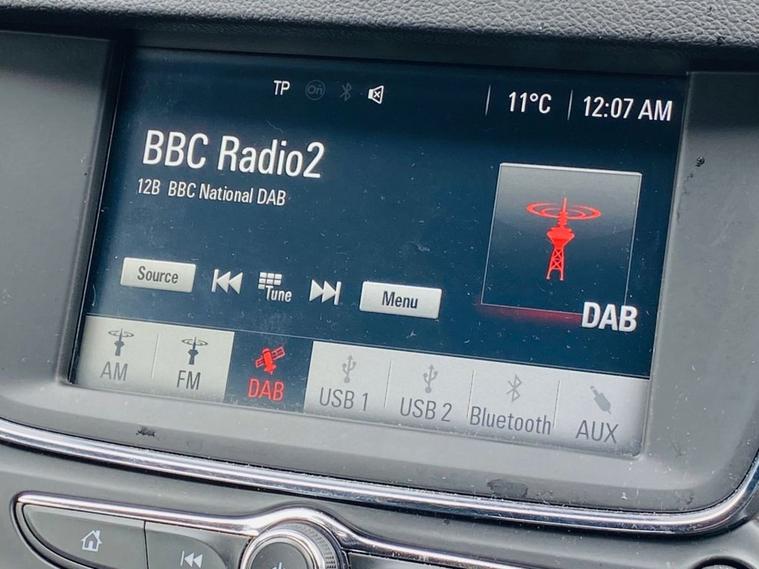 TP On 11°C 12:07 AM
BBC Radio2
12B BBC National DAB
Source Tune Menu
DAB
AM FM DAB USB 1 USB 2 Bluetooth AUX